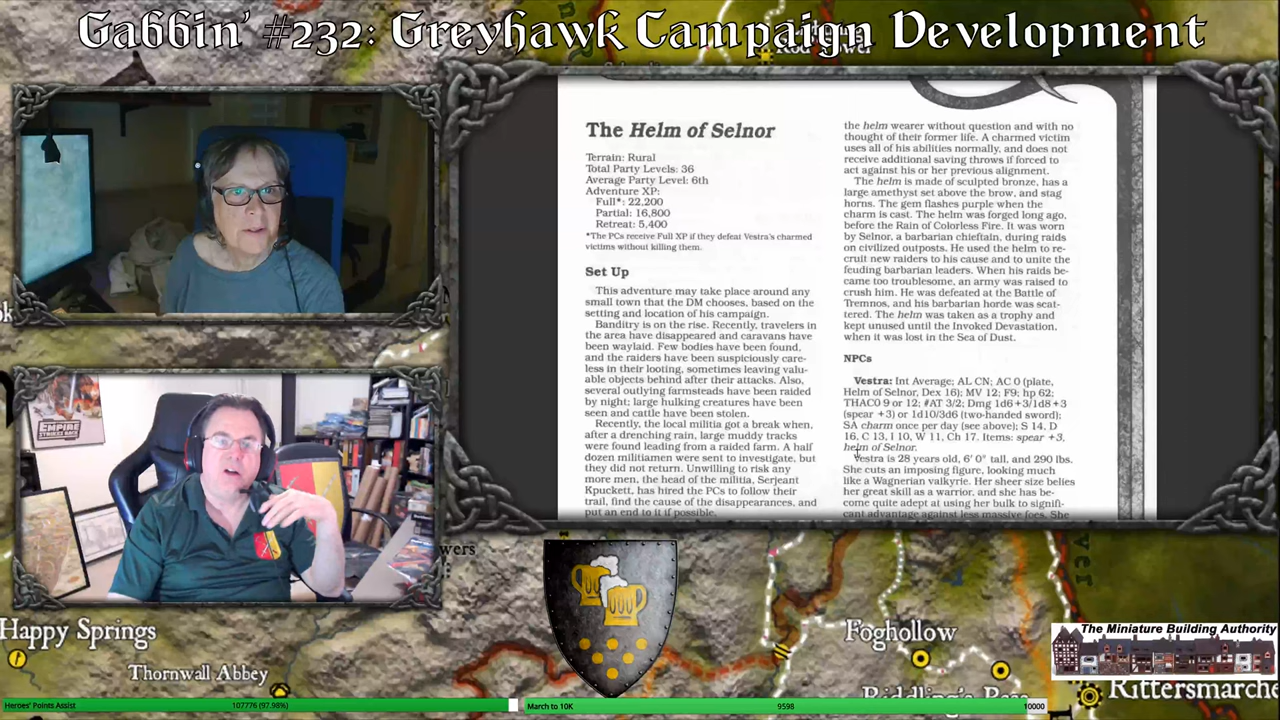 Gabbin' #232: Greyhawk Campaign Development
The Helm of Selnor
Terrain: Rural
Total Party Levels: 36
Average Party Level: 6th
Adventure XP:
Full*: 22,200
Partial: 16,800
Retreat: 5,400
*The PCs receive Full XP if they defeat Vestra's charmed
victims without killing them.
Set Up
This adventure may take place around any
small town that the DM chooses, based on the
setting and location of his campaign.
Banditry is on the rise. Recently, travelers in
the area have disappeared and caravans have
been waylaid. Few bodies have been found,
and the raiders have been suspiciously care-
less in their looting, sometimes leaving valu-
able objects behind after their attacks. Also,
several outlying farmsteads have been raided
by night; large hulking creatures have been
seen and cattle have been stolen.
Recently, the local militia got a break when,
after a drenching rain, large muddy tracks
were found leading from a raided farm. A half
dozen militiamen were sent to investigate, but
they did not return. Unwilling to risk any
more men, the head of the militia, Serjeant
Kpuckett, has hired the PCs to follow their
trail, find the cause of the disappearances, and
put an end to it if possible.
the helm wearer without question and with no
thought of their former life. A charmed victim
uses all of his abilities normally, and does not
receive additional saving throws if forced to
act against his or her previous alignment.
The helm is made of sculpted bronze, has a
large amethyst set above the brow, and stag
horns. The gem flashes purple when the
charm is cast. The helm was forged long ago,
before the Rain of Colorless Fire. It was worn
by Selnor, a barbarian chieftain, during raids
on civilized outposts. He used the helm to re-
cruit new raiders to his cause and to unite the
feuding barbarian leaders. When his raids be-
came too troublesome, an army was raised to
crush him. He was defeated at the Battle of
Tremnos, and his barbarian horde was scat-
tered. The helm was taken as a trophy and
kept unused until the Invoked Devastation,
when it was lost in the Sea of Dust.
NPCs
Vestra: Int Average; AL CN; AC 0 (plate,
Helm of Selnor, Dex 16); MV 12; F9; hp 62;
THAC0 9 or 12; #AT 3/2; Dmg 1d6+3/1d8+3
(spear +3) or 1d10/3d6 (two-handed sword);
SA charm once per day (see above); S 14, D
16, C 13, I 10, W 11, Ch 17. Items: spear +3,
helm of Selnor.
Vestra is 28 years old, 6' 0" tall, and 290 lbs.
She cuts an imposing figure, looking much
like a Wagnerian valkyrie. Her sheer size belies
her great skill as a warrior, and she has be-
come quite adept at using her bulk to signifi-
cant advantage against less massive foes. She
EMPIRE
STRIKES BACK
Happy Springs
Thornwall Abbey
Foghollow
Rittersmarche
The Miniature Building Authority
Heroes' Points Assist
107776 (97.98%)
March to 10K
9598
10000